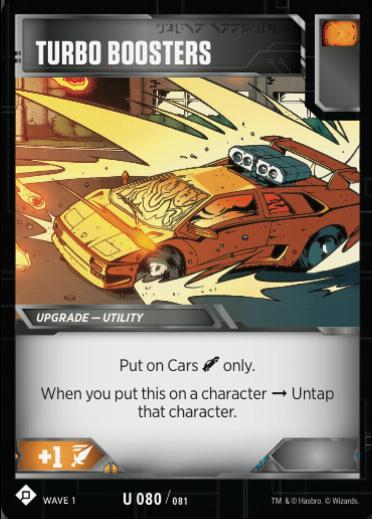 TURBO BOOSTERS
UPGRADE — UTILITY
Put on Cars only.
When you put this on a character → Untap
that character.
+1
WAVE 1
U 080 / 081
TM & © Hasbro. © Wizards.